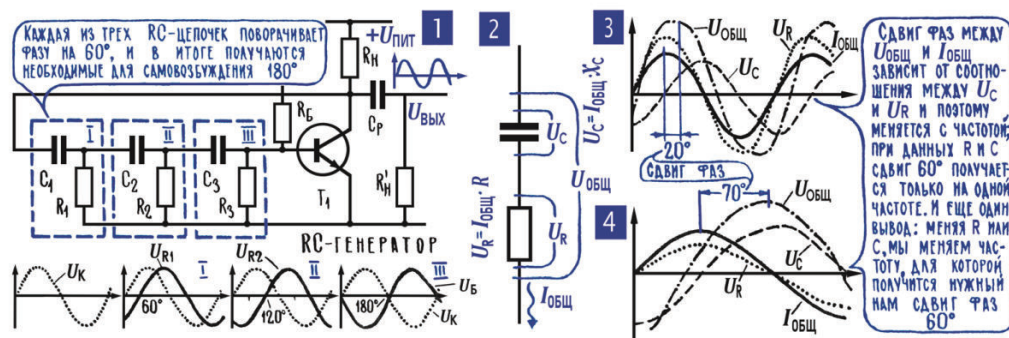 Каждая из трех RC-цепочек поворачивает
фазу на 60°, и в итоге получаются
необходимые для самовозбуждения 180°
1
+Uпит
Rн
Cр
Uвых
Rб
I
II
III
C1
R1
C2
R2
C3
R3
T1
R'н
RC-генератор
Uк
UR1
I
60°
UR2
II
120°
III
180°
Uб
Uк
2
UC = Iобщ · XC
UC
Uобщ
UR = Iобщ · R
UR
Iобщ
3
Uобщ
UR
Iобщ
UC
20°
Сдвиг фаз
70°
4
Uобщ
UC
UR
Iобщ
Сдвиг фаз между
Uобщ и Iобщ
зависит от соотно-
шения между UC
и UR и поэтому
меняется с частотой,
при данных R и C
сдвиг 60° получает-
ся только на одной
частоте. И еще один
вывод: меняя R или
C, мы меняем час-
тоту, для которой
получится нужный
нам сдвиг фаз
60°